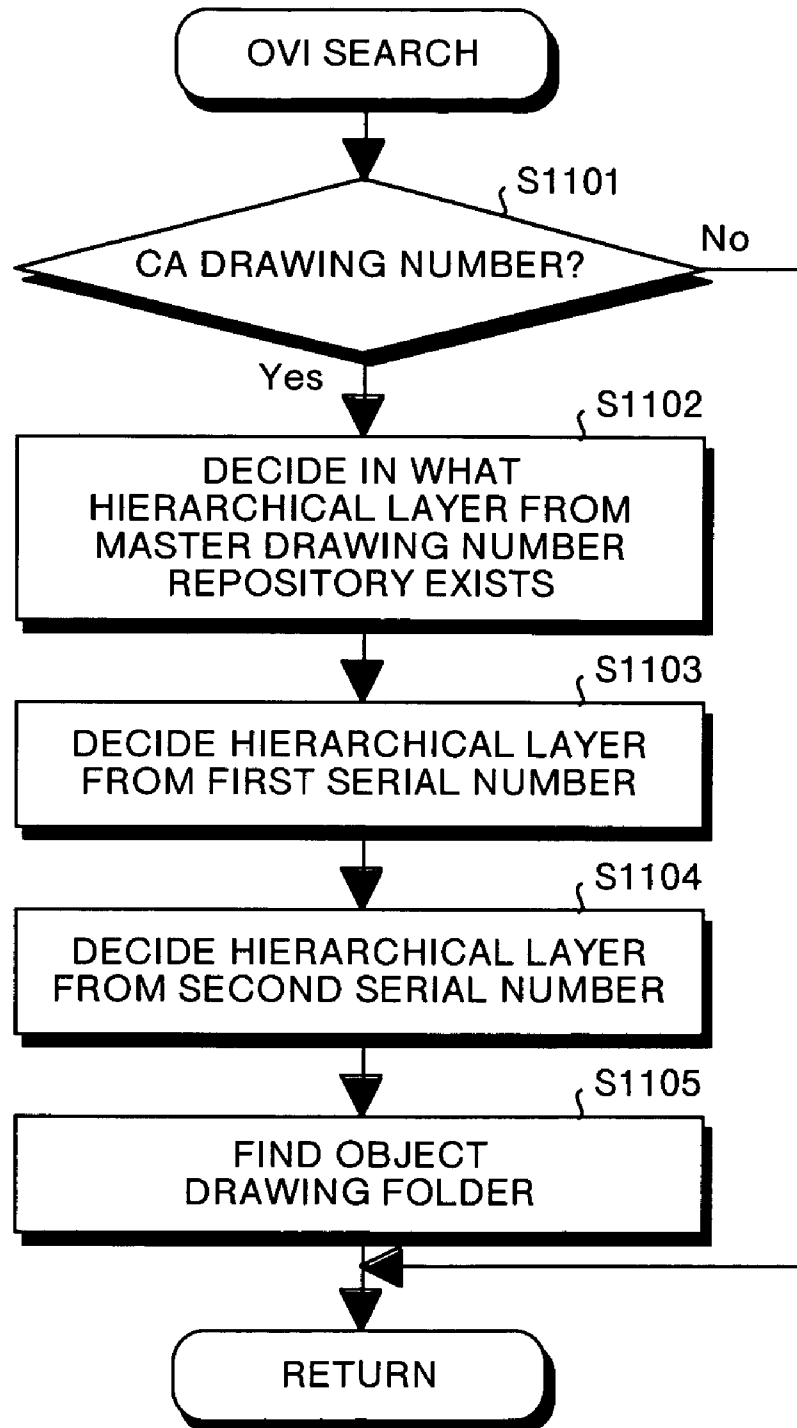 OVI SEARCH
S1101
CA DRAWING NUMBER?
No
Yes
S1102
DECIDE IN WHAT
HIERARCHICAL LAYER FROM
MASTER DRAWING NUMBER
REPOSITORY EXISTS
S1103
DECIDE HIERARCHICAL LAYER
FROM FIRST SERIAL NUMBER
S1104
DECIDE HIERARCHICAL LAYER
FROM SECOND SERIAL NUMBER
S1105
FIND OBJECT
DRAWING FOLDER
RETURN